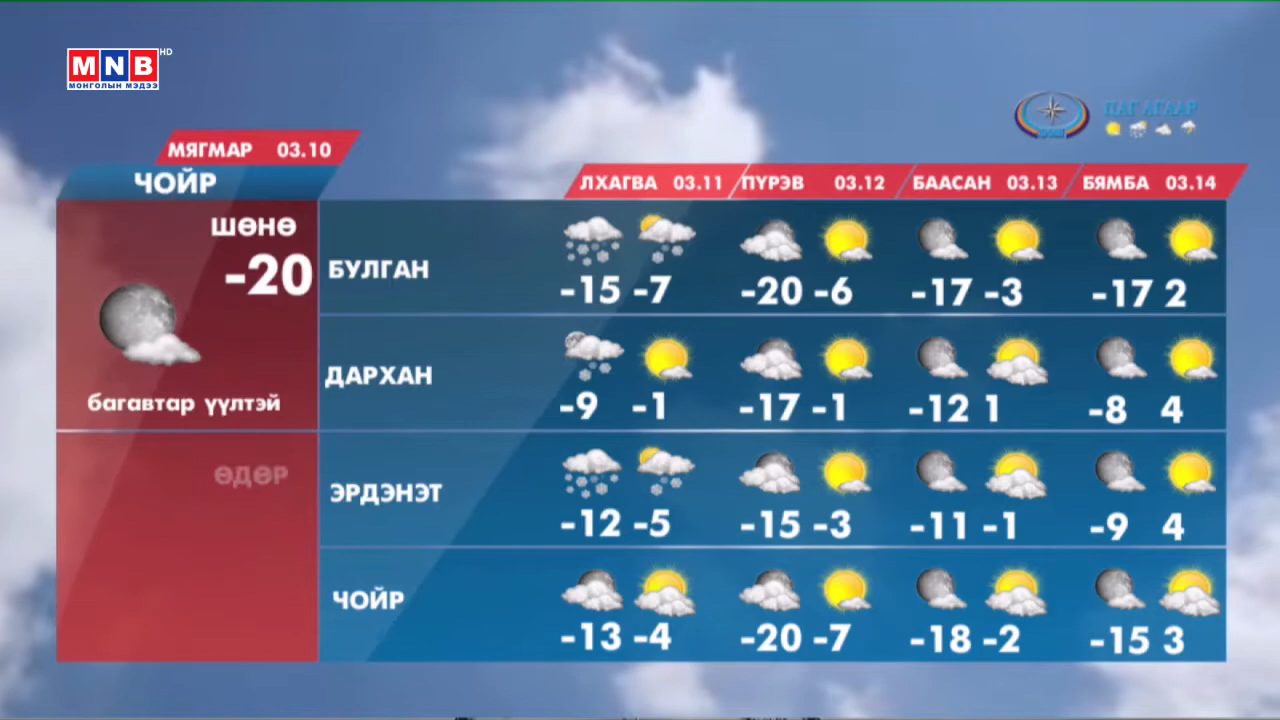 MNB HD
МОНГОЛЫН МЭДЭЭ
ЦАГ АГААР
МЯГМАР 03.10
ЧОЙР
ШӨНӨ
-20
багавтар үүлтэй
ӨДӨР
ЛХАГВА 03.11 ПҮРЭВ 03.12 БААСАН 03.13 БЯМБА 03.14
БУЛГАН -15 -7 -20 -6 -17 -3 -17 2
ДАРХАН -9 -1 -17 -1 -12 1 -8 4
ЭРДЭНЭТ -12 -5 -15 -3 -11 -1 -9 4
ЧОЙР -13 -4 -20 -7 -18 -2 -15 3